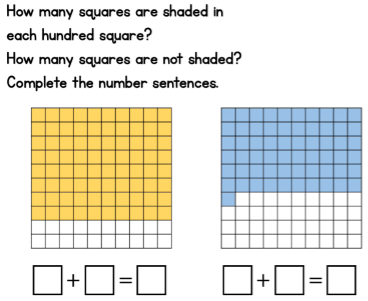 How many squares are shaded in
each hundred square?
How many squares are not shaded?
Complete the number sentences.
+ =
+ =